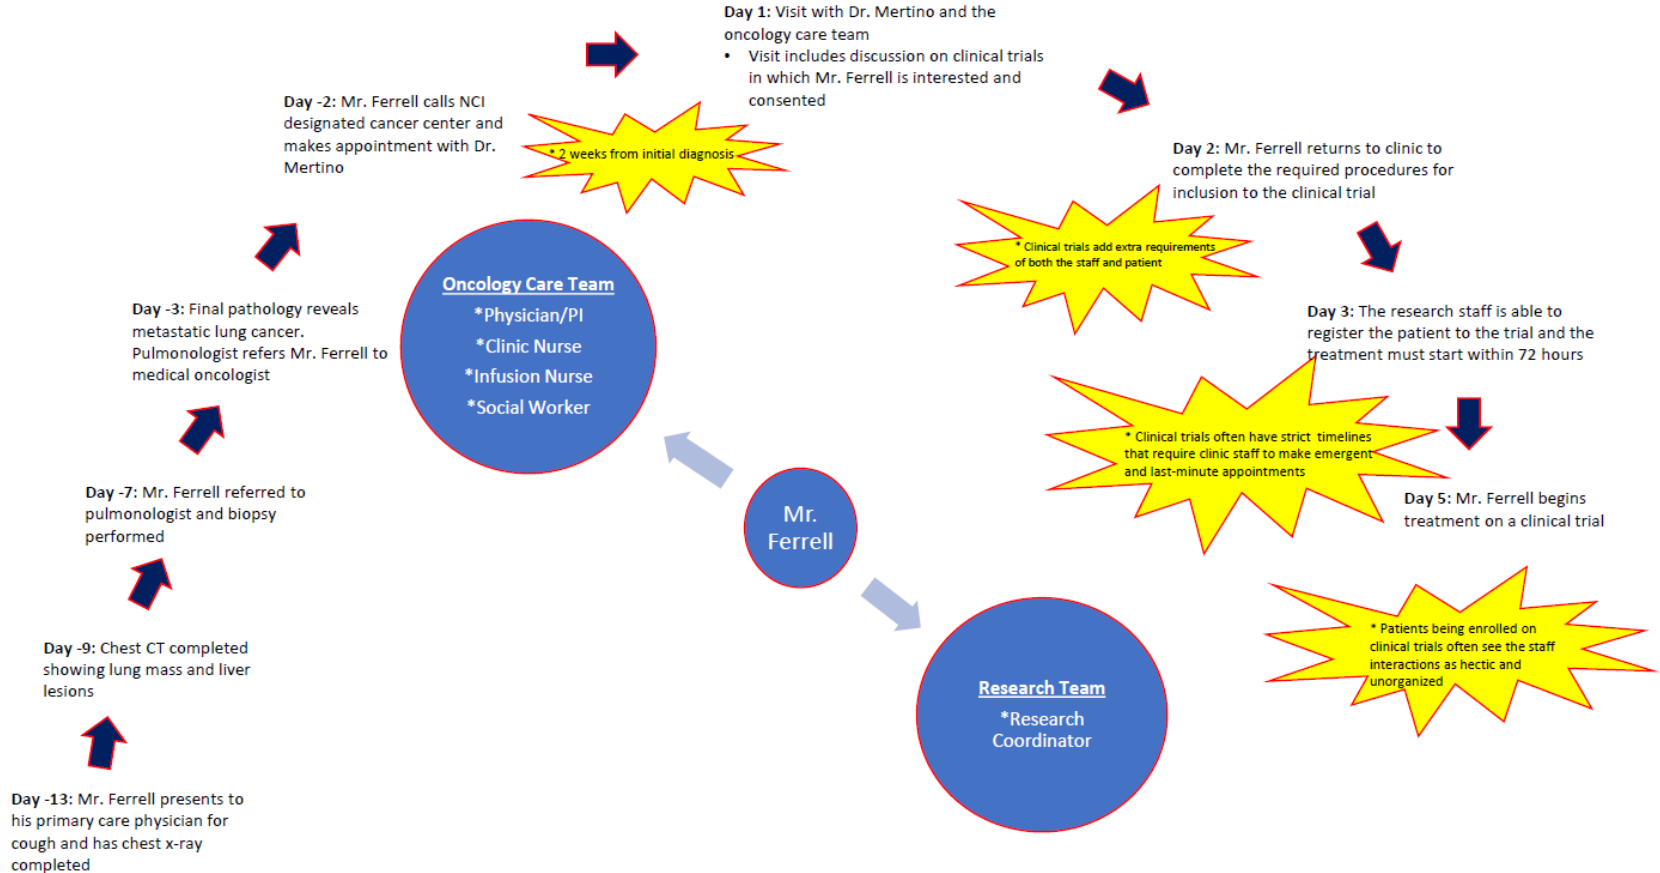 Day 1: Visit with Dr. Mertino and the
oncology care team
• Visit includes discussion on clinical trials
in which Mr. Ferrell is interested and
consented
Day -2: Mr. Ferrell calls NCI
designated cancer center and
makes appointment with Dr.
Mertino
* 2 weeks from initial diagnosis
Day 2: Mr. Ferrell returns to clinic to
complete the required procedures for
inclusion to the clinical trial
* Clinical trials add extra requirements
of both the staff and patient
Oncology Care Team
*Physician/PI
*Clinic Nurse
*Infusion Nurse
*Social Worker
Day -3: Final pathology reveals
metastatic lung cancer.
Pulmonologist refers Mr. Ferrell to
medical oncologist
Day 3: The research staff is able to
register the patient to the trial and the
treatment must start within 72 hours
* Clinical trials often have strict timelines
that require clinic staff to make emergent
and last-minute appointments
Day -7: Mr. Ferrell referred to
pulmonologist and biopsy
performed
Mr.
Ferrell
Day 5: Mr. Ferrell begins
treatment on a clinical trial
Day -9: Chest CT completed
showing lung mass and liver
lesions
* Patients being enrolled on
clinical trials often see the staff
interactions as hectic and
unorganized
Research Team
*Research
Coordinator
Day -13: Mr. Ferrell presents to
his primary care physician for
cough and has chest x-ray
completed